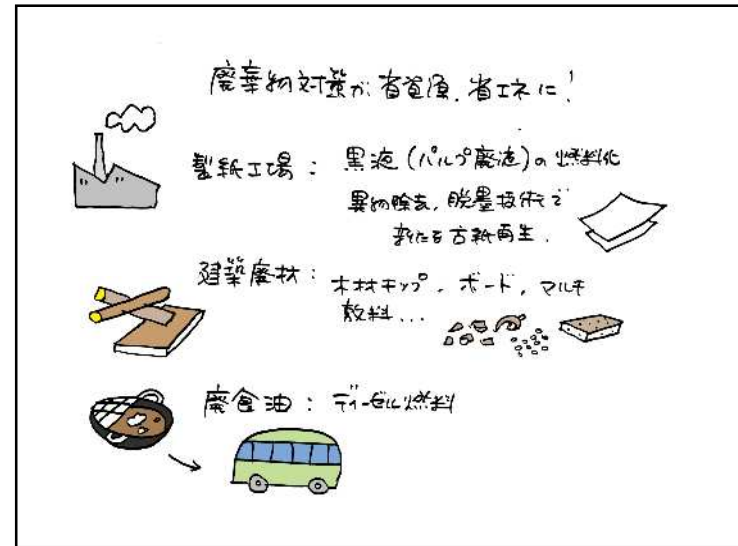 廃棄物対策が省資源、省エネに!
製紙工場: 黒液(パルプ廃液)の燃料化
異物除去、脱墨技術で
新たな古紙再生.
建築廃材: 木材チップ、ボード、マルチ
敷料...
廃食油: ディーゼル燃料